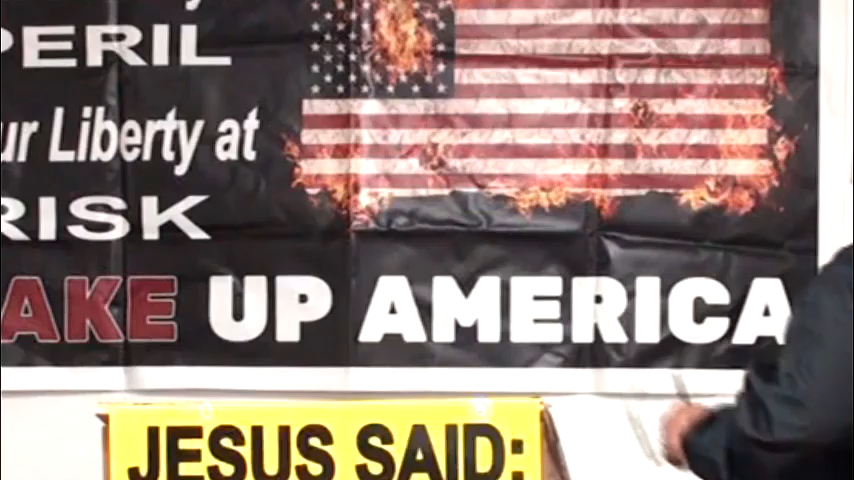 PERIL
ur Liberty at
RISK
AKE UP AMERICA
JESUS SAID: